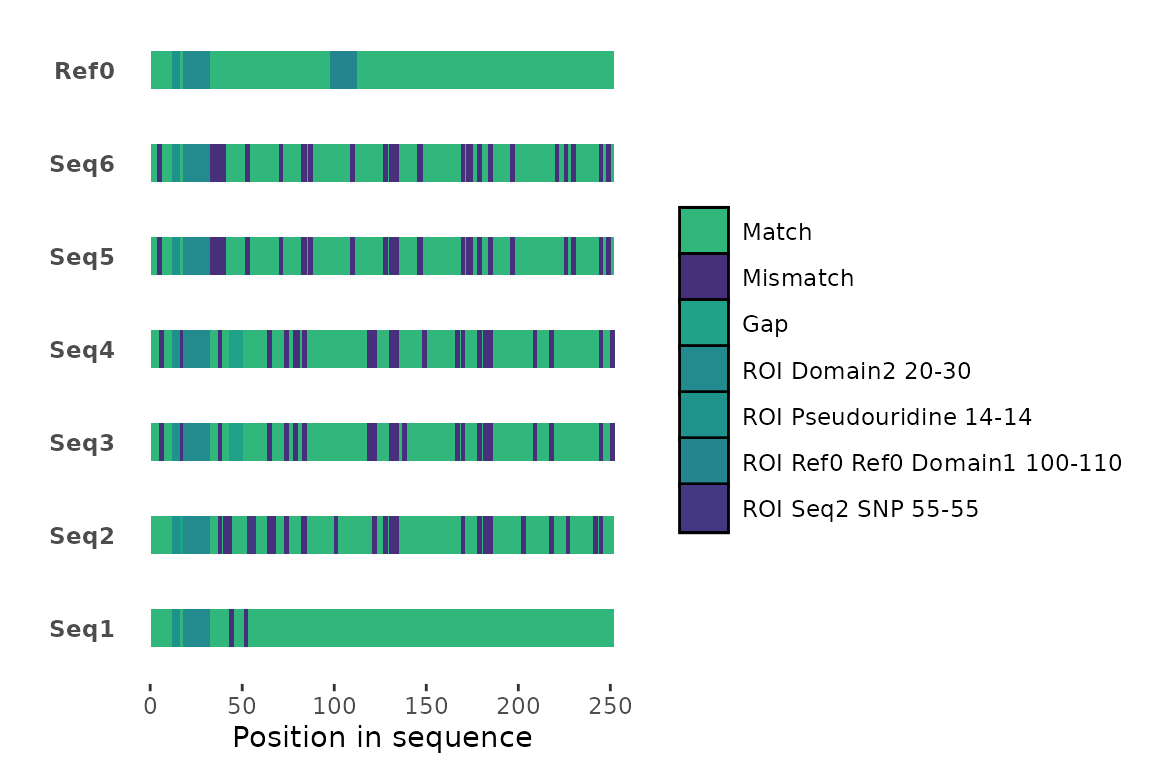 Ref0
Seq6
Seq5
Seq4
Seq3
Seq2
Seq1
0 50 100 150 200 250
Position in sequence
Match
Mismatch
Gap
ROI Domain2 20-30
ROI Pseudouridine 14-14
ROI Ref0 Ref0 Domain1 100-110
ROI Seq2 SNP 55-55